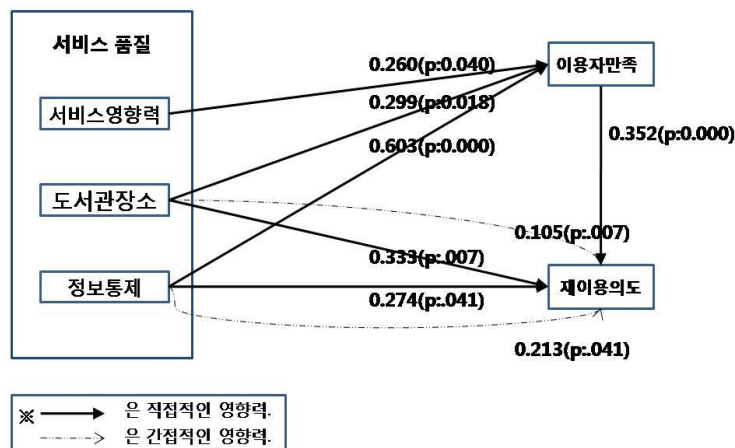 서비스 품질
0.260(p:0.040)
이용자만족
0.299(p:0.018)
서비스영향력
0.352(p:0.000)
0.603(p:0.000)
도서관장소
0.105(p:.007)
0.333(p:.007)
정보통제
재이용의도
0.274(p:.041)
0.213(p:.041)
※ 은 직접적인 영향력.
은 간접적인 영향력.